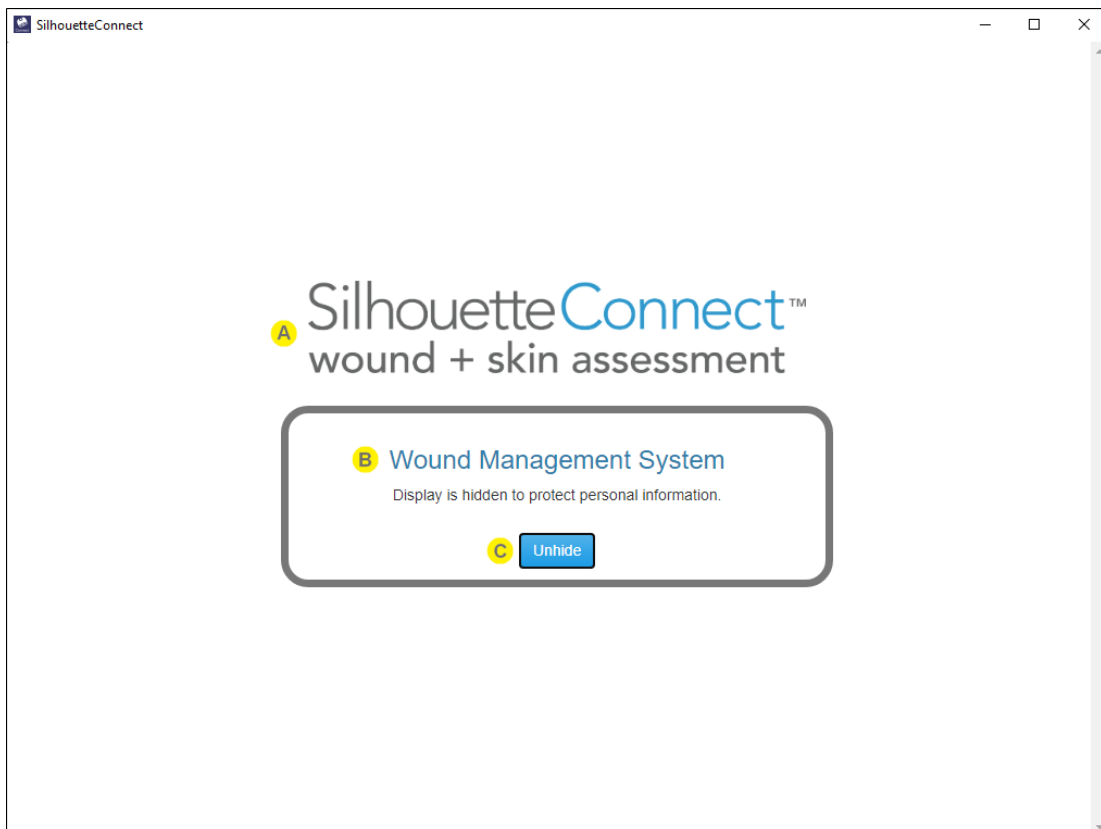 SilhouetteConnect
SilhouetteConnect™
A
wound + skin assessment
B Wound Management System
Display is hidden to protect personal information.
C Unhide